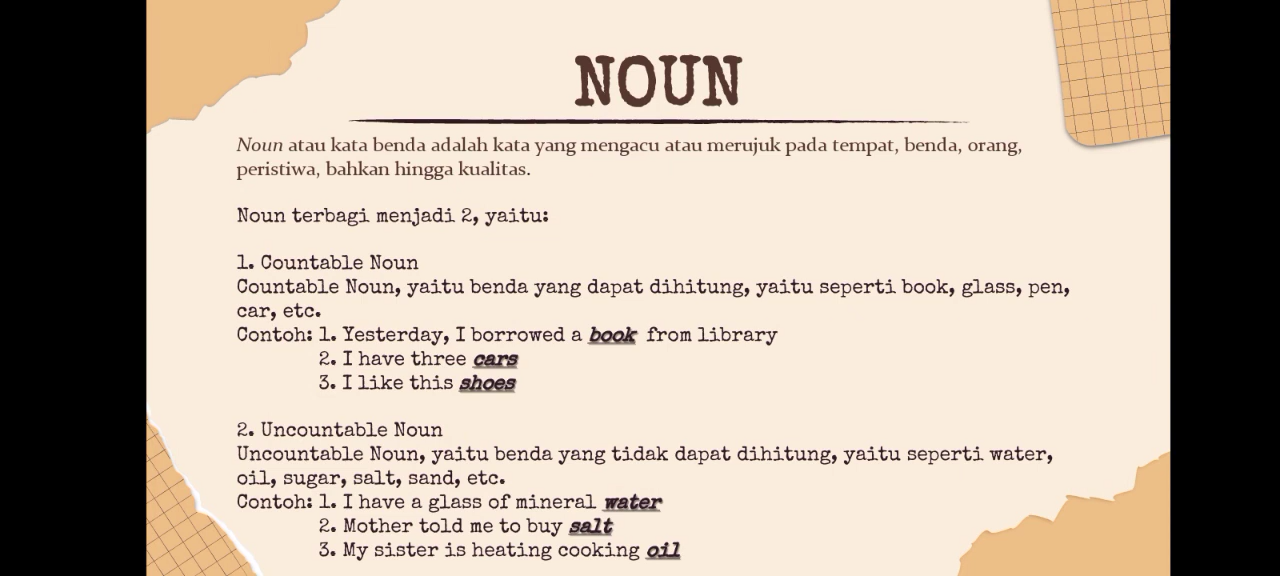 NOUN
Noun atau kata benda adalah kata yang mengacu atau merujuk pada tempat, benda, orang,
peristiwa, bahkan hingga kualitas.
Noun terbagi menjadi 2, yaitu:
1. Countable Noun
Countable Noun, yaitu benda yang dapat dihitung, yaitu seperti book, glass, pen,
car, etc.
Contoh: 1. Yesterday, I borrowed a book from library
2. I have three cars
3. I like this shoes
2. Uncountable Noun
Uncountable Noun, yaitu benda yang tidak dapat dihitung, yaitu seperti water,
oil, sugar, salt, sand, etc.
Contoh: 1. I have a glass of mineral water
2. Mother told me to buy salt
3. My sister is heating cooking oil